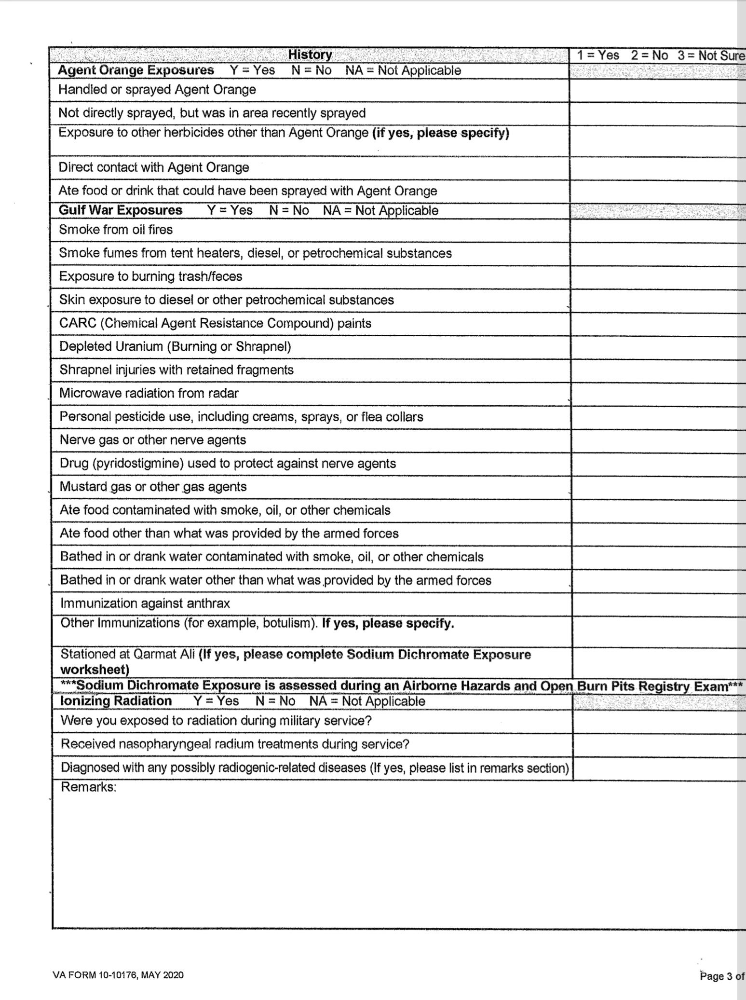 History 1 = Yes 2 = No 3 = Not Sure
Agent Orange Exposures Y = Yes N = No NA = Not Applicable
Handled or sprayed Agent Orange
Not directly sprayed, but was in area recently sprayed
Exposure to other herbicides other than Agent Orange (if yes, please specify)
Direct contact with Agent Orange
Ate food or drink that could have been sprayed with Agent Orange
Gulf War Exposures Y = Yes N = No NA = Not Applicable
Smoke from oil fires
Smoke fumes from tent heaters, diesel, or petrochemical substances
Exposure to burning trash/feces
Skin exposure to diesel or other petrochemical substances
CARC (Chemical Agent Resistance Compound) paints
Depleted Uranium (Burning or Shrapnel)
Shrapnel injuries with retained fragments
Microwave radiation from radar
Personal pesticide use, including creams, sprays, or flea collars
Nerve gas or other nerve agents
Drug (pyridostigmine) used to protect against nerve agents
Mustard gas or other gas agents
Ate food contaminated with smoke, oil, or other chemicals
Ate food other than what was provided by the armed forces
Bathed in or drank water contaminated with smoke, oil, or other chemicals
Bathed in or drank water other than what was provided by the armed forces
Immunization against anthrax
Other Immunizations (for example, botulism). If yes, please specify.
Stationed at Qarmat Ali (If yes, please complete Sodium Dichromate Exposure
worksheet)
***Sodium Dichromate Exposure is assessed during an Airborne Hazards and Open Burn Pits Registry Exam***
Ionizing Radiation Y = Yes N = No NA = Not Applicable
Were you exposed to radiation during military service?
Received nasopharyngeal radium treatments during service?
Diagnosed with any possibly radiogenic-related diseases (If yes, please list in remarks section)
Remarks:
VA FORM 10-10176, MAY 2020
Page 3 of